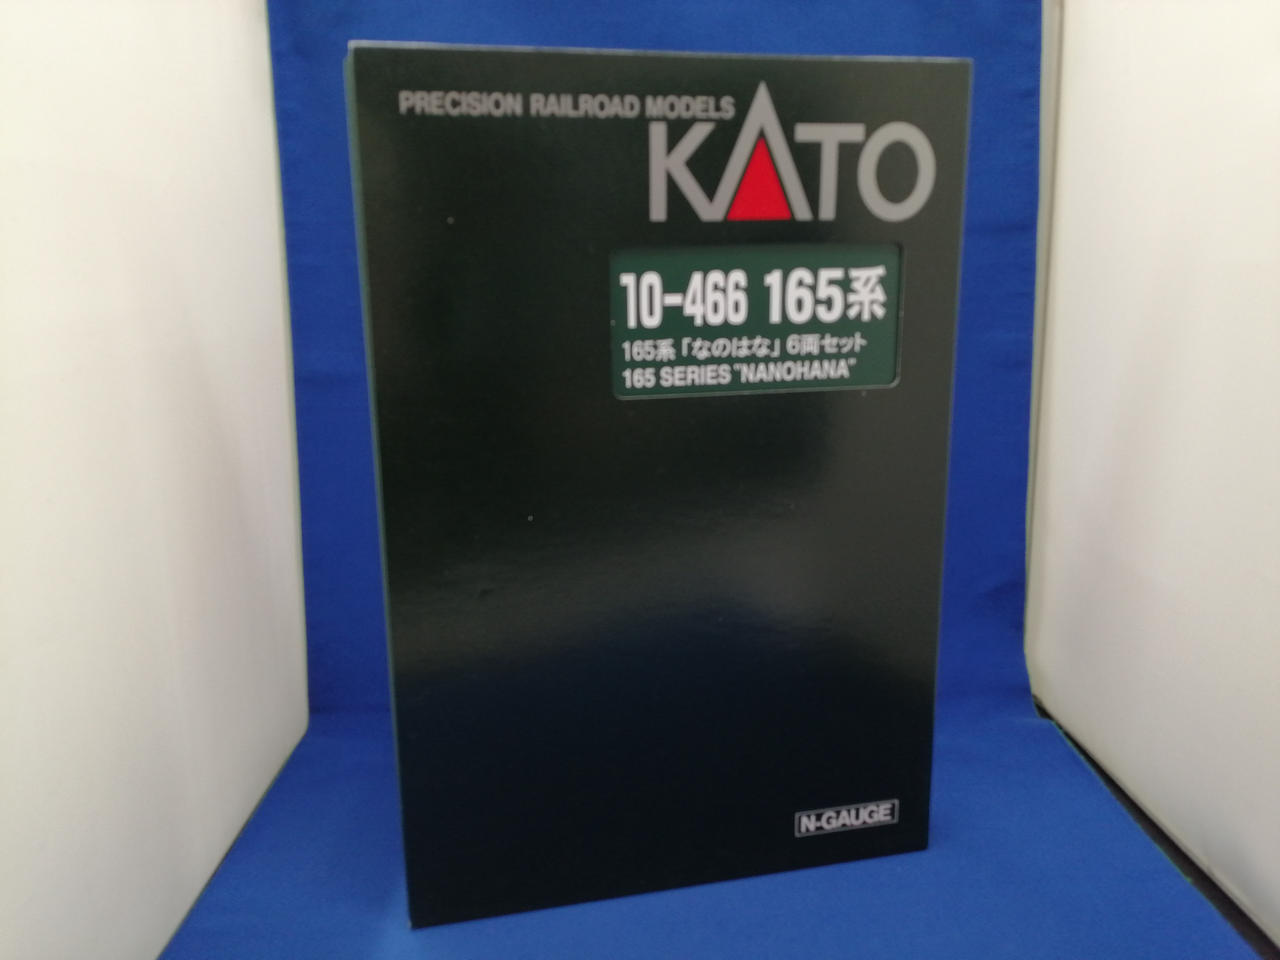 PRECISION RAILROAD MODELS
KATO
10-466 165系
165系「なのはな」6両セット
165 SERIES "NANOHANA"
N-GAUGE